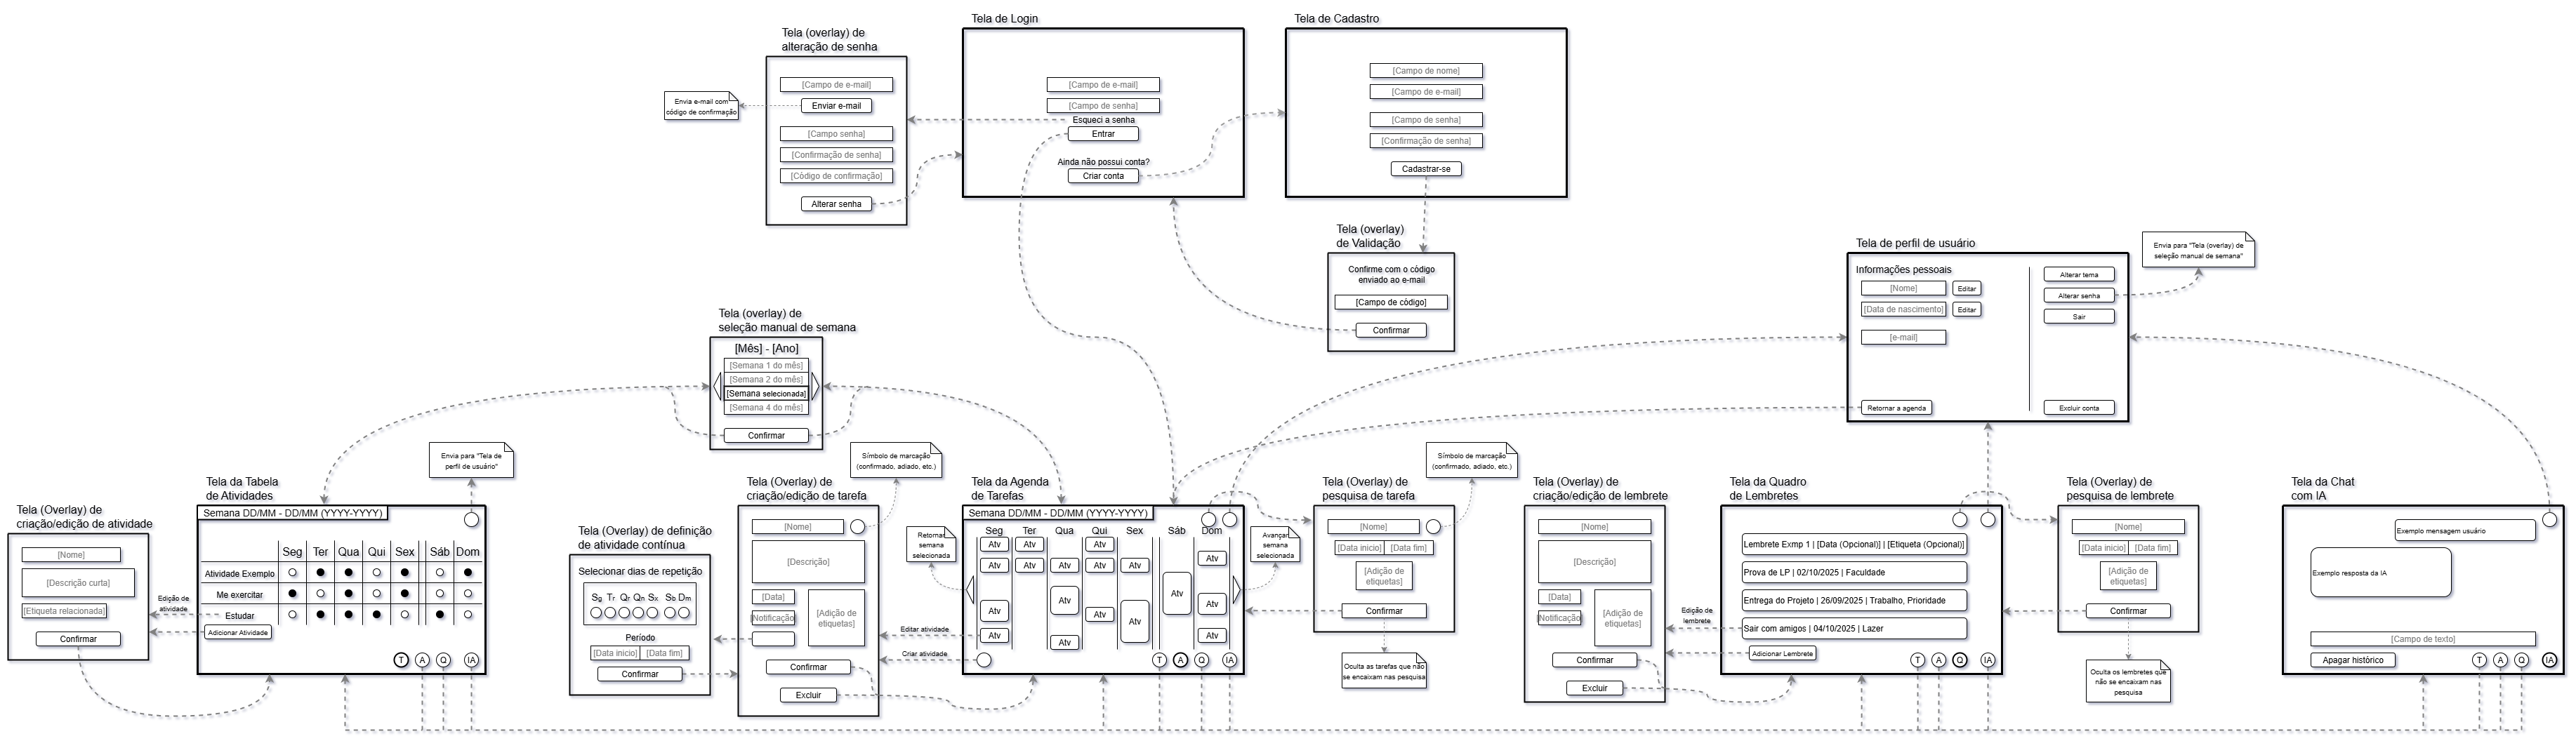 Tela de Login
Tela de Cadastro
Tela (overlay) de
alteração de senha
[Campo de e-mail]
Enviar e-mail
Envia e-mail com
código de confirmação
[Campo senha]
[Confirmação de senha]
[Código de confirmação]
Alterar senha
[Campo de e-mail]
[Campo de senha]
Esqueci a senha
Entrar
Ainda não possui conta?
Criar conta
[Campo de nome]
[Campo de e-mail]
[Campo de senha]
[Confirmação de senha]
Cadastrar-se
Tela (overlay)
de Validação
Confirme com o código
enviado ao e-mail
[Campo de código]
Confirmar
Tela de perfil de usuário
Informações pessoais
[Nome]
Editar
[Data de nascimento]
Editar
[e-mail]
Retornar a agenda
Alterar tema
Alterar senha
Sair
Excluir conta
Envia para "Tela (overlay) de
seleção manual de semana"
Tela (overlay) de
seleção manual de semana
[Mês] - [Ano]
[Semana 1 do mês]
[Semana 2 do mês]
[Semana selecionada]
[Semana 4 do mês]
Confirmar
Tela (Overlay) de
criação/edição de atividade
[Nome]
[Descrição curta]
[Etiqueta relacionada]
Confirmar
Edição de
atividade
Tela da Tabela
de Atividades
Envia para "Tela de
perfil de usuário"
Semana DD/MM - DD/MM (YYYY-YYYY)
Seg Ter Qua Qui Sex Sáb Dom
Atividade Exemplo
Me exercitar
Estudar
Adicionar Atividade
T A Q IA
Tela (Overlay) de definição
de atividade contínua
Selecionar dias de repetição
Sg Tr Qr Qn Sx Sb Dm
Período
[Data inicio] [Data fim]
Confirmar
Tela (Overlay) de
criação/edição de tarefa
Símbolo de marcação
(confirmado, adiado, etc.)
[Nome]
[Descrição]
[Data]
[Notificação]
[Adição de
etiquetas]
Confirmar
Excluir
Editar atividade
Criar atividade
Retornar
semana
selecionada
Tela da Agenda
de Tarefas
Semana DD/MM - DD/MM (YYYY-YYYY)
Seg Ter Qua Qui Sex Sáb Dom
Atv Atv Atv
Atv
Atv Atv Atv Atv Atv
Atv
Atv
Atv Atv
Atv
Atv
Atv
Atv
Atv
T A Q IA
Avançar
semana
selecionada
Tela (Overlay) de
pesquisa de tarefa
Símbolo de marcação
(confirmado, adiado, etc.)
[Nome]
[Data inicio] [Data fim]
[Adição de
etiquetas]
Confirmar
Oculta as tarefas que não
se encaixam nas pesquisa
Tela (Overlay) de
criação/edição de lembrete
[Nome]
[Descrição]
[Data]
[Notificação]
[Adição de
etiquetas]
Confirmar
Excluir
Edição de
lembrete
Tela da Quadro
de Lembretes
Lembrete Exmp 1 | [Data (Opcional)] | [Etiqueta (Opcional)]
Prova de LP | 02/10/2025 | Faculdade
Entrega do Projeto | 26/09/2025 | Trabalho, Prioridade
Sair com amigos | 04/10/2025 | Lazer
Adicionar Lembrete
T A Q IA
Tela (Overlay) de
pesquisa de lembrete
[Nome]
[Data inicio] [Data fim]
[Adição de
etiquetas]
Confirmar
Oculta os lembretes que
não se encaixam nas
pesquisa
Tela da Chat
com IA
Exemplo mensagem usuário
Exemplo resposta da IA
[Campo de texto]
Apagar histórico
T A Q IA